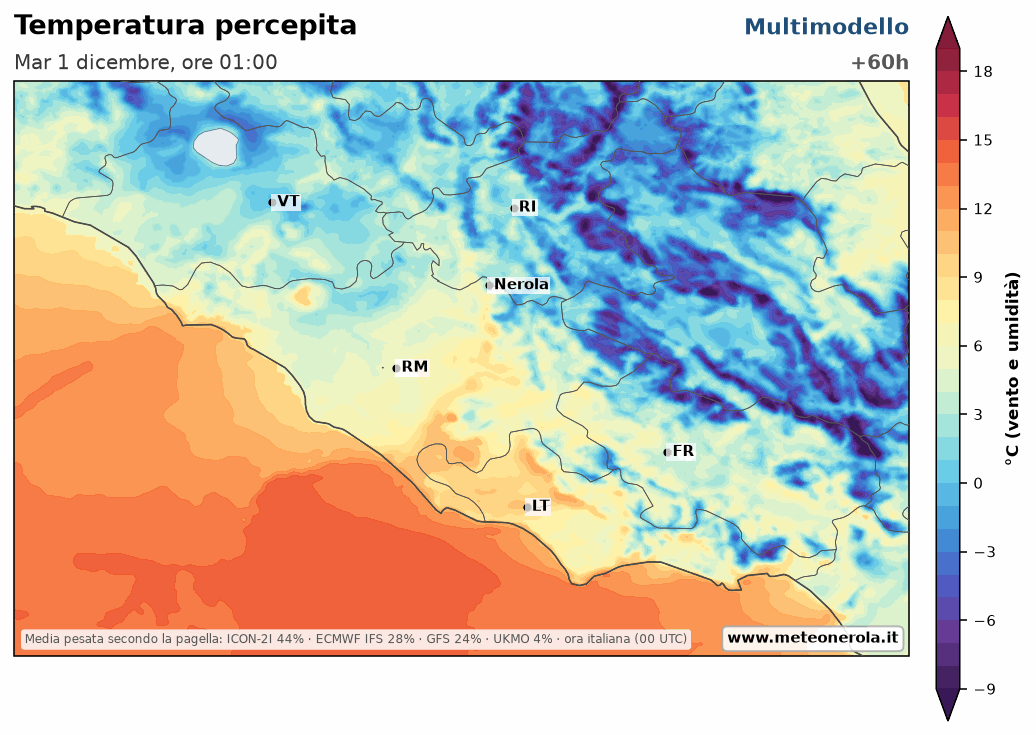 Temperatura percepita
Multimodello
Mar 1 dicembre, ore 01:00
+60h
VT
RI
Nerola
RM
FR
LT
Media pesata secondo la pagella: ICON-2I 44% · ECMWF IFS 28% · GFS 24% · UKMO 4% · ora italiana (00 UTC)
www.meteonerola.it
18
15
12
9
6
3
0
−3
−6
−9
°C (vento e umidità)